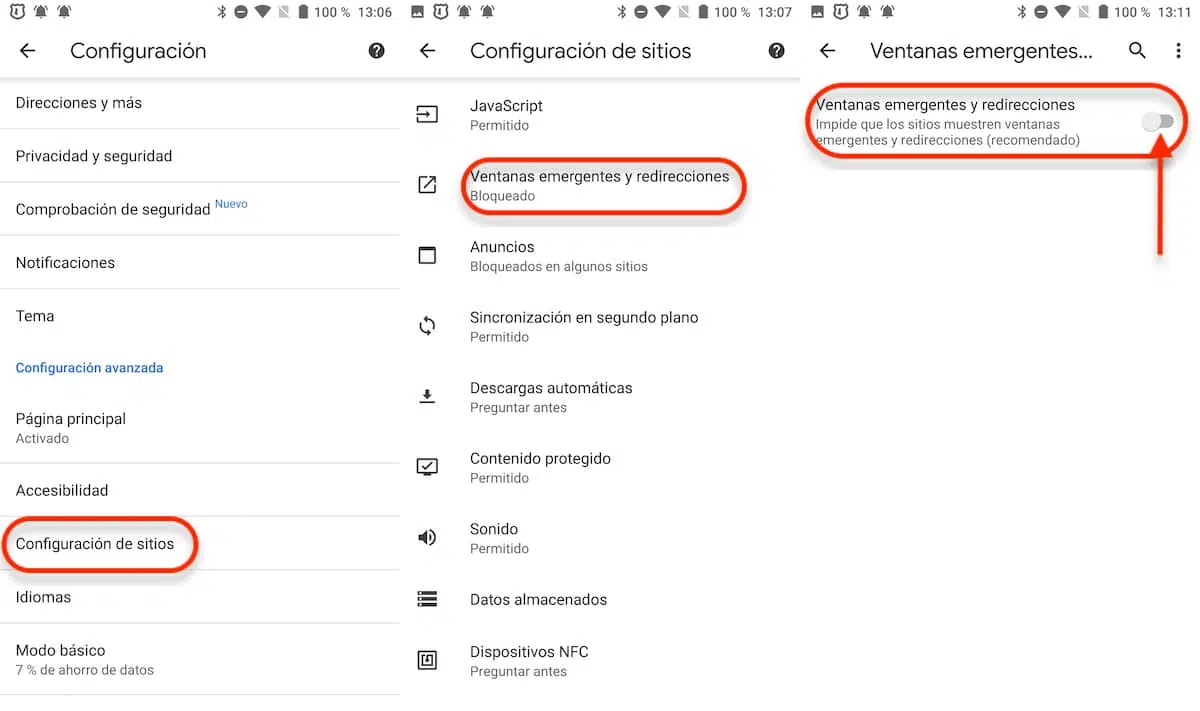 100 % 13:06
Configuración
Direcciones y más
Privacidad y seguridad
Comprobación de seguridad Nuevo
Notificaciones
Tema
Configuración avanzada
Página principal
Activado
Accesibilidad
Configuración de sitios
Idiomas
Modo básico
7 % de ahorro de datos
100 % 13:07
Configuración de sitios
JavaScript
Permitido
Ventanas emergentes y redirecciones
Bloqueado
Anuncios
Bloqueados en algunos sitios
Sincronización en segundo plano
Permitido
Descargas automáticas
Preguntar antes
Contenido protegido
Permitido
Sonido
Permitido
Datos almacenados
Dispositivos NFC
Preguntar antes
100 % 13:11
Ventanas emergentes...
Ventanas emergentes y redirecciones
Impide que los sitios muestren ventanas
emergentes y redirecciones (recomendado)